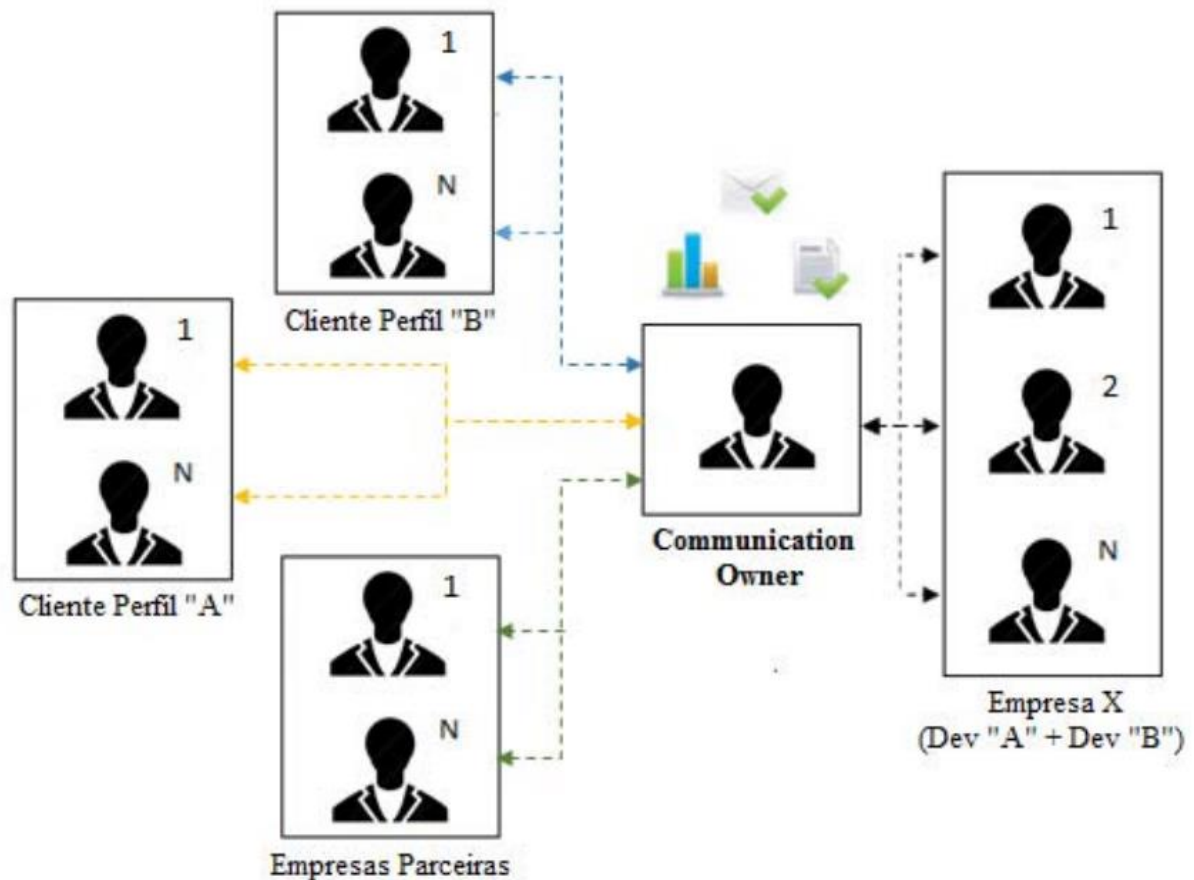 1
N
Cliente Perfil "B"
1
N
Cliente Perfil "A"
1
N
Empresas Parceiras
Communication
Owner
1
2
N
Empresa X
(Dev "A" + Dev "B")